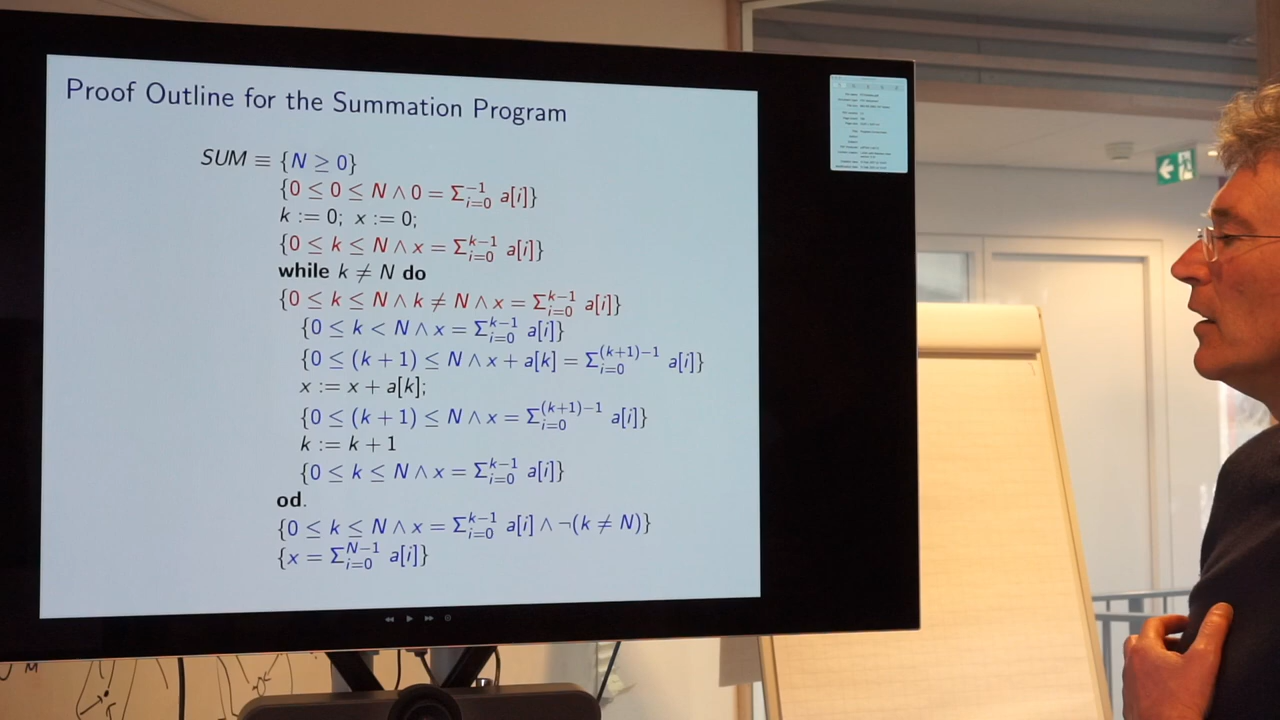 Proof Outline for the Summation Program
SUM ≡ {N ≥ 0}
{0 ≤ 0 ≤ N ∧ 0 = Σ_{i=0}^{-1} a[i]}
k := 0; x := 0;
{0 ≤ k ≤ N ∧ x = Σ_{i=0}^{k-1} a[i]}
while k ≠ N do
{0 ≤ k ≤ N ∧ k ≠ N ∧ x = Σ_{i=0}^{k-1} a[i]}
{0 ≤ k < N ∧ x = Σ_{i=0}^{k-1} a[i]}
{0 ≤ (k + 1) ≤ N ∧ x + a[k] = Σ_{i=0}^{(k+1)-1} a[i]}
x := x + a[k];
{0 ≤ (k + 1) ≤ N ∧ x = Σ_{i=0}^{(k+1)-1} a[i]}
k := k + 1
{0 ≤ k ≤ N ∧ x = Σ_{i=0}^{k-1} a[i]}
od.
{0 ≤ k ≤ N ∧ x = Σ_{i=0}^{k-1} a[i] ∧ ¬(k ≠ N)}
{x = Σ_{i=0}^{N-1} a[i]}